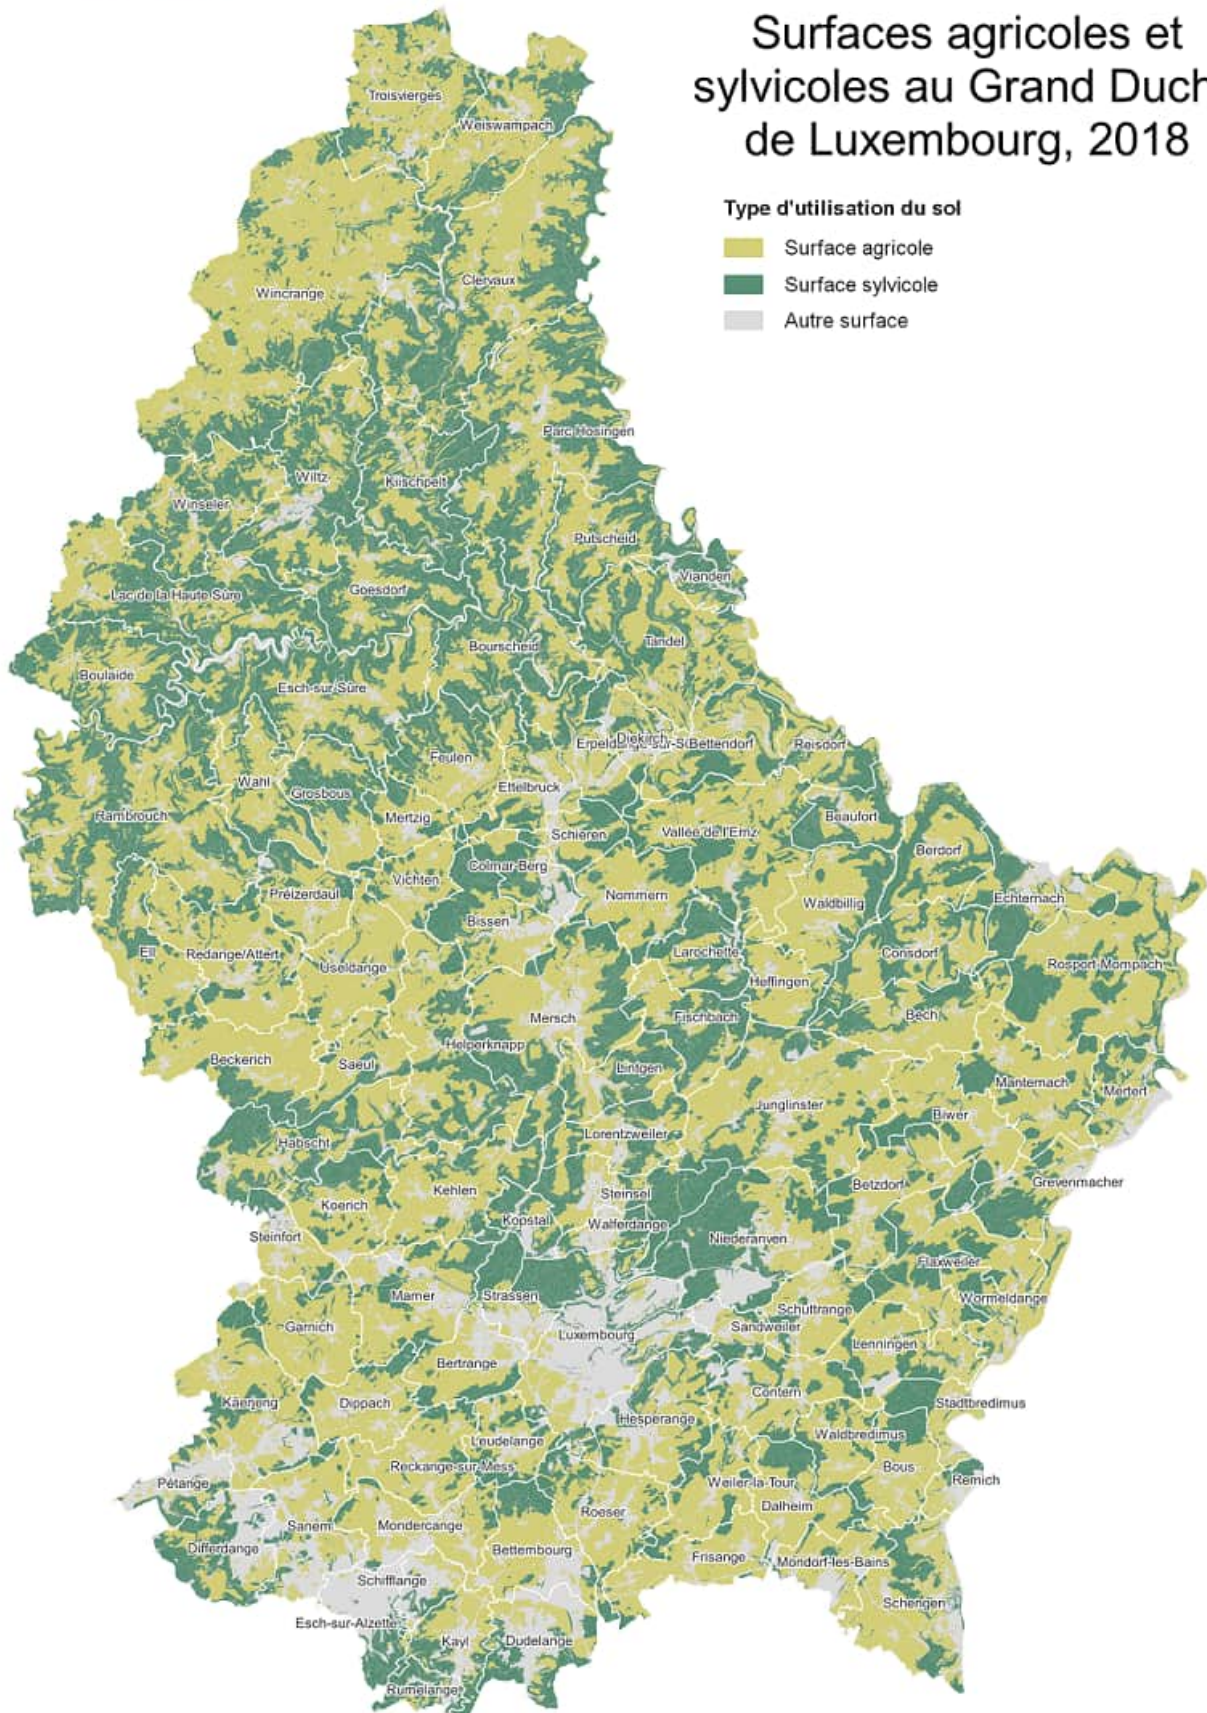 Surfaces agricoles et
sylvicoles au Grand Duch
de Luxembourg, 2018
Type d'utilisation du sol
Surface agricole
Surface sylvicole
Autre surface
Troisvierges
Weiswampach
Clervaux
Wincrange
Parc Hosingen
Wiltz
Kiischpelt
Winseler
Putscheid
Vianden
Lac de la Haute Sûre
Goesdorf
Tandel
Bourscheid
Boulaide
Esch-sur-Sûre
Diekirch
Bettendorf
Reisdorf
Feulen
Wahl
Ettelbruck
Grosbous
Rambrouch
Mertzig
Schieren
Vallée de l'Ernz
Beaufort
Berdorf
Colmar-Berg
Vichten
Préizerdaul
Nommern
Waldbillig
Echternach
Bissen
Ell
Redange/Attert
Useldange
Larochette
Consdorf
Rosport-Mompach
Heffingen
Mersch
Fischbach
Bech
Helperknapp
Beckerich
Saeul
Lintgen
Manternach
Mertert
Junglinster
Biwer
Lorentzweiler
Habscht
Kehlen
Steinsel
Betzdorf
Grevenmacher
Koerich
Kopstal
Walferdange
Steinfort
Niederanven
Flaxweiler
Mamer
Strassen
Wormeldange
Schuttrange
Garnich
Luxembourg
Sandweiler
Lenningen
Bertrange
Contern
Käerjeng
Dippach
Stadtbredimus
Hesperange
Waldbredimus
Leudelange
Reckange-sur-Mess
Bous
Remich
Pétange
Weiler-la-Tour
Dalheim
Roeser
Sanem
Mondercange
Differdange
Bettembourg
Frisange
Mondorf-les-Bains
Schifflange
Schengen
Esch-sur-Alzette
Kayl
Dudelange
Rumelange